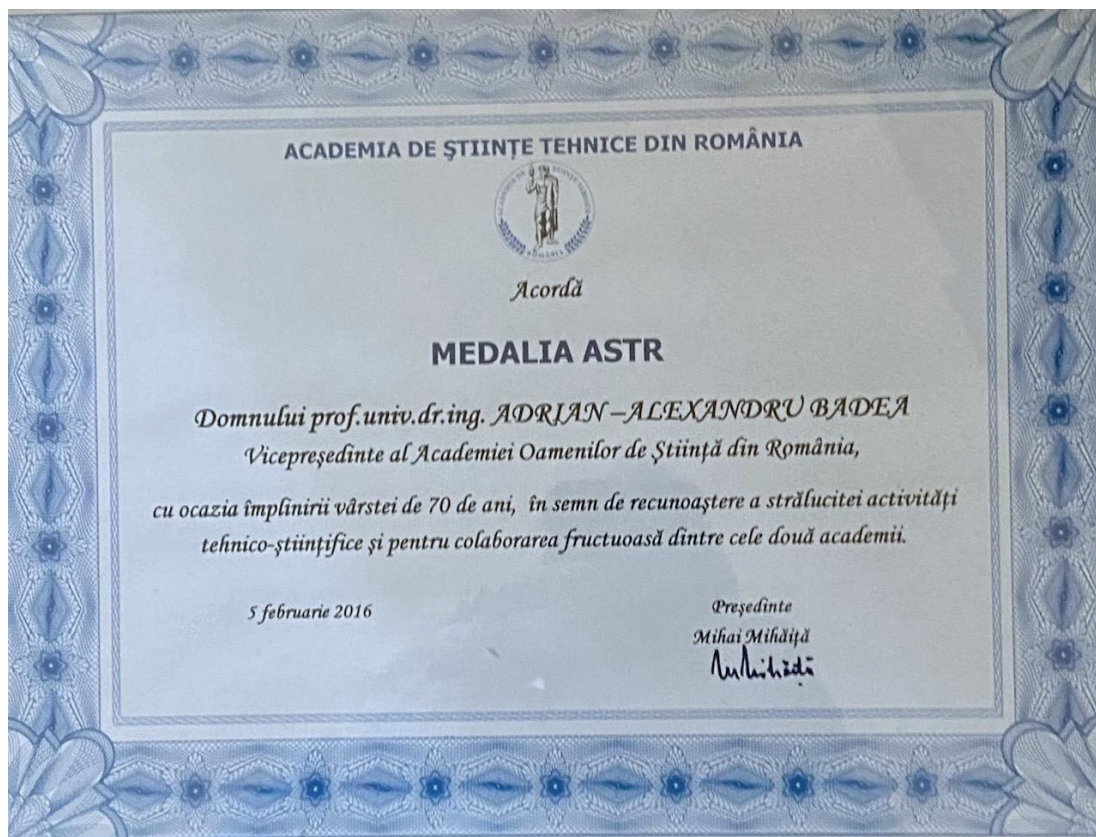 ACADEMIA DE ŞTIINŢE TEHNICE DIN ROMÂNIA
Acordă
MEDALIA ASTR
Domnului prof.univ.dr.ing. ADRIAN–ALEXANDRU BADEA
Vicepreşedinte al Academiei Oamenilor de Ştiinţă din România,
cu ocazia împlinirii vârstei de 70 de ani, în semn de recunoaştere a strălucitei activităţi
tehnico-ştiinţifice şi pentru colaborarea fructuoasă dintre cele două academii.
5 februarie 2016
Preşedinte
Mihai Mihăiţă